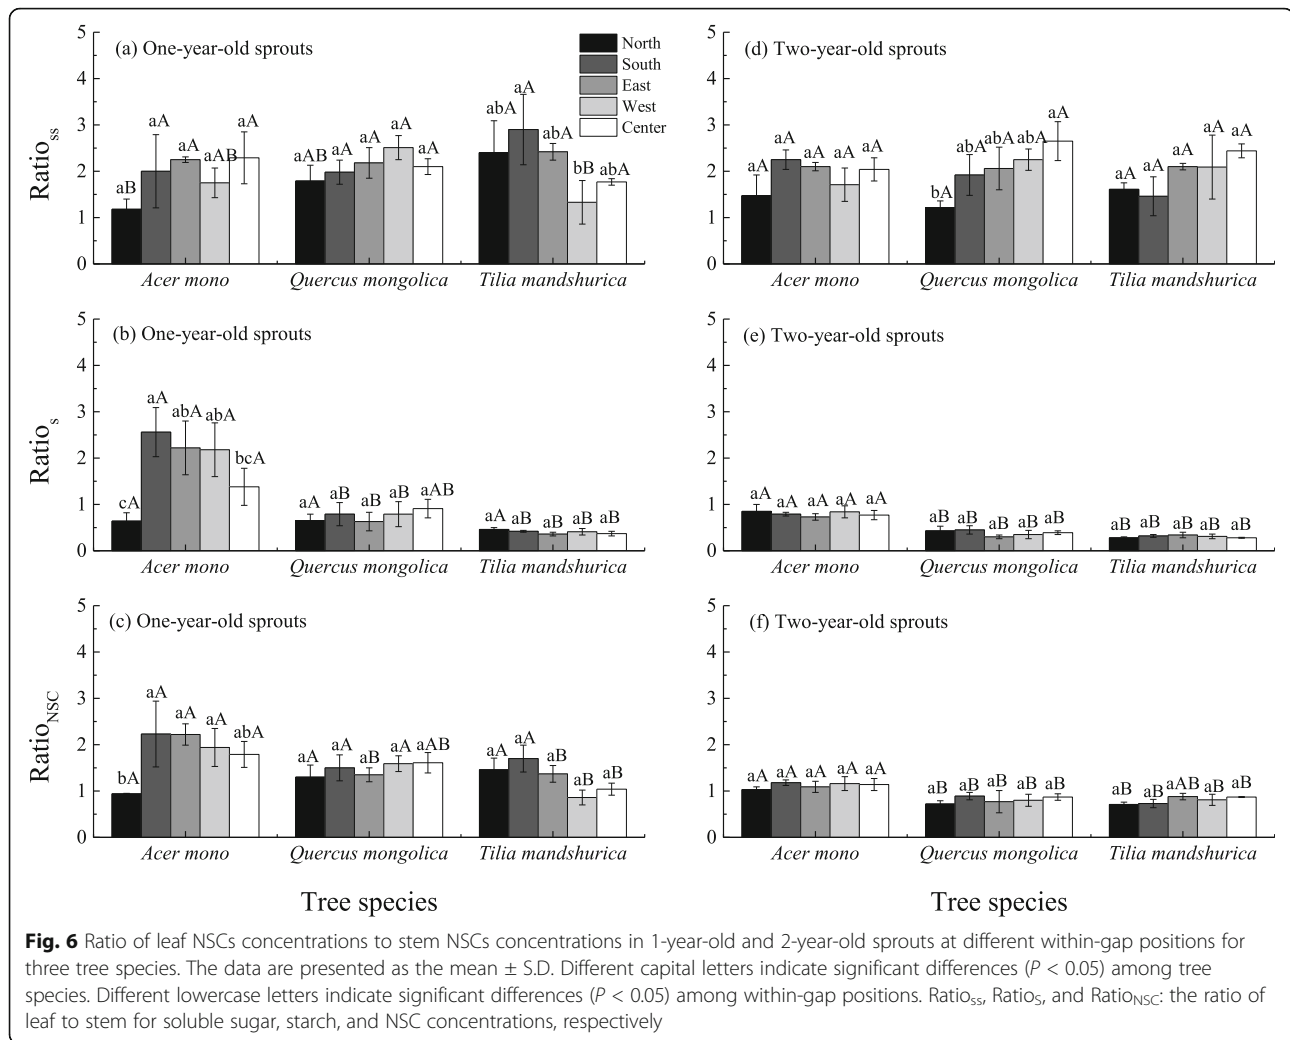 (a) One-year-old sprouts
North
South
East
West
Center
Ratioss
5
4
3
2
1
0
aB
aA
aA
aAB
aA
aAB
aA
aA
aA
aA
abA
aA
abA
bB
abA
Acer mono
Quercus mongolica
Tilia mandshurica
(d) Two-year-old sprouts
5
4
3
2
1
0
aA
aA
aA
aA
aA
bA
abA
abA
abA
aA
aA
aA
aA
aA
aA
Acer mono
Quercus mongolica
Tilia mandshurica
(b) One-year-old sprouts
Ratios
5
4
3
2
1
0
cA
aA
abA
abA
bcA
aA
aB
aB
aB
aAB
aA
aB
aB
aB
aB
Acer mono
Quercus mongolica
Tilia mandshurica
(e) Two-year-old sprouts
5
4
3
2
1
0
aA
aA
aA
aA
aA
aB
aB
aB
aB
aB
aB
aB
aB
aB
aB
Acer mono
Quercus mongolica
Tilia mandshurica
(c) One-year-old sprouts
RatioNSC
5
4
3
2
1
0
bA
aA
aA
aA
abA
aA
aA
aB
aA
aAB
aA
aA
aB
aB
aB
Acer mono
Quercus mongolica
Tilia mandshurica
Tree species
(f) Two-year-old sprouts
5
4
3
2
1
0
aA
aA
aA
aA
aA
aB
aB
aB
aB
aB
aB
aB
aAB
aB
aB
Acer mono
Quercus mongolica
Tilia mandshurica
Tree species
Fig. 6 Ratio of leaf NSCs concentrations to stem NSCs concentrations in 1-year-old and 2-year-old sprouts at different within-gap positions for
three tree species. The data are presented as the mean ± S.D. Different capital letters indicate significant differences (P < 0.05) among tree
species. Different lowercase letters indicate significant differences (P < 0.05) among within-gap positions. Ratioss, RatioS, and RatioNSC: the ratio of
leaf to stem for soluble sugar, starch, and NSC concentrations, respectively